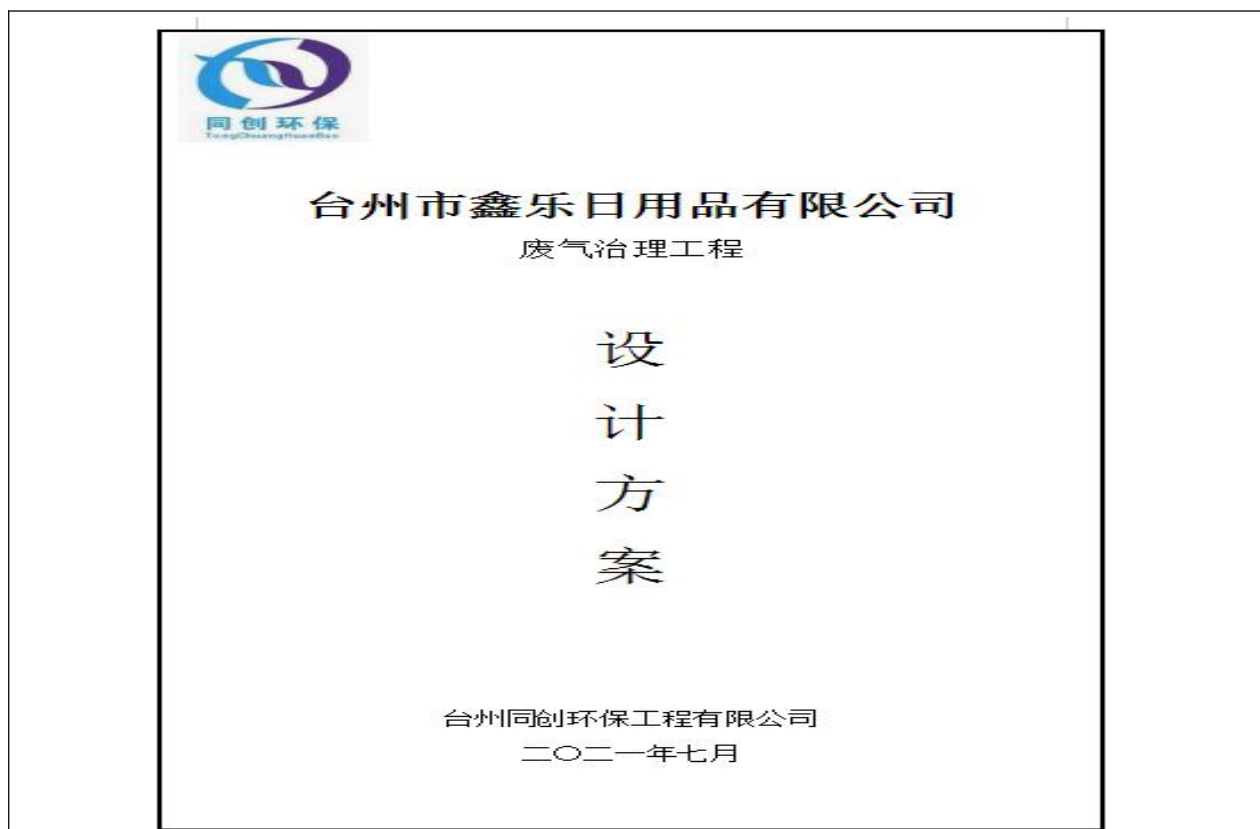 同创环保
TongChuangHuanBao
台州市鑫乐日用品有限公司
废气治理工程
设
计
方
案
台州同创环保工程有限公司
二〇二一年七月